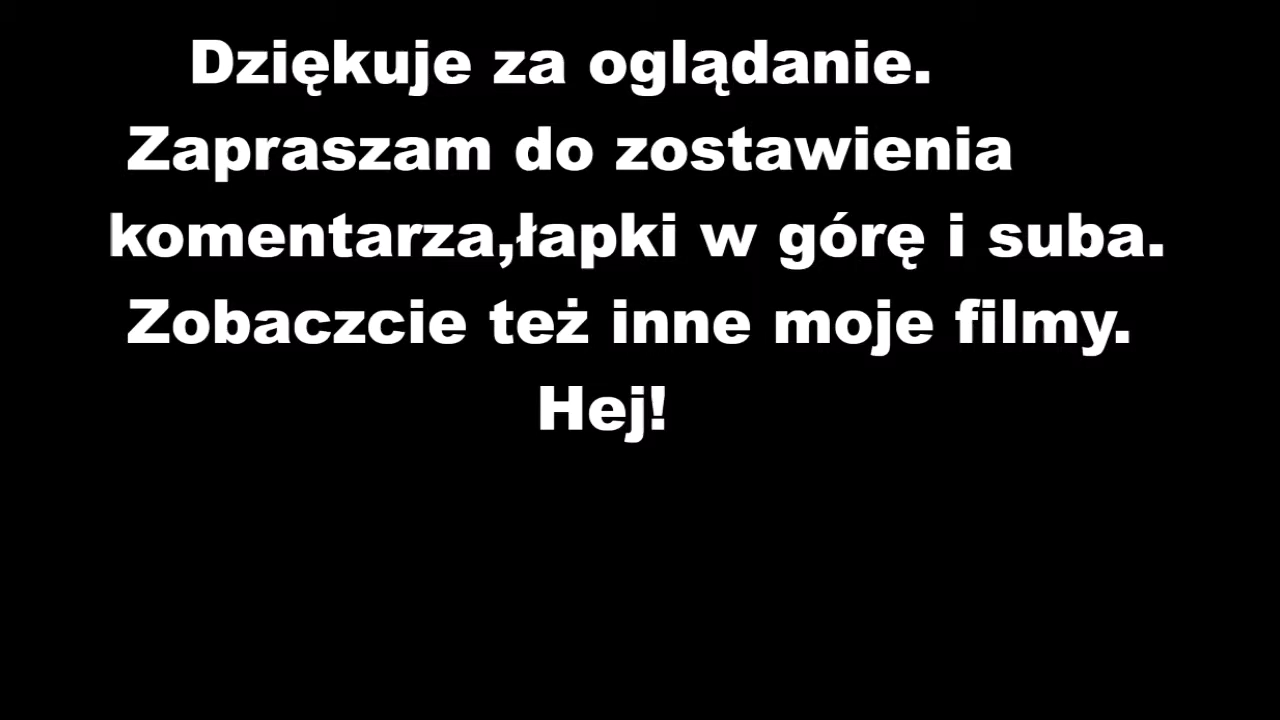 Dziękuje za oglądanie.
Zapraszam do zostawienia
komentarza,łapki w górę i suba.
Zobaczcie też inne moje filmy.
Hej!